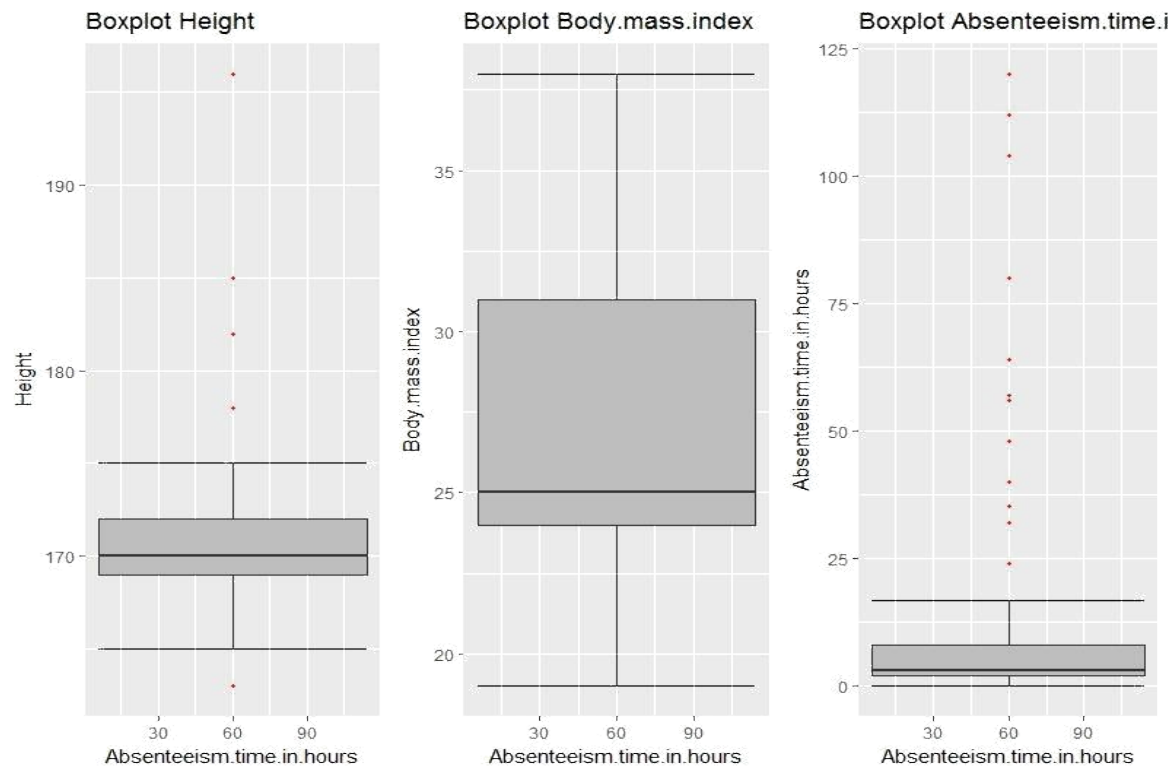 Boxplot Height
190
180
170
Height
30 60 90
Absenteeism.time.in.hours
Boxplot Body.mass.index
35
30
25
20
Body.mass.index
30 60 90
Absenteeism.time.in.hours
Boxplot Absenteeism.time.i
125
100
75
50
25
0
Absenteeism.time.in.hours
30 60 90
Absenteeism.time.in.hours